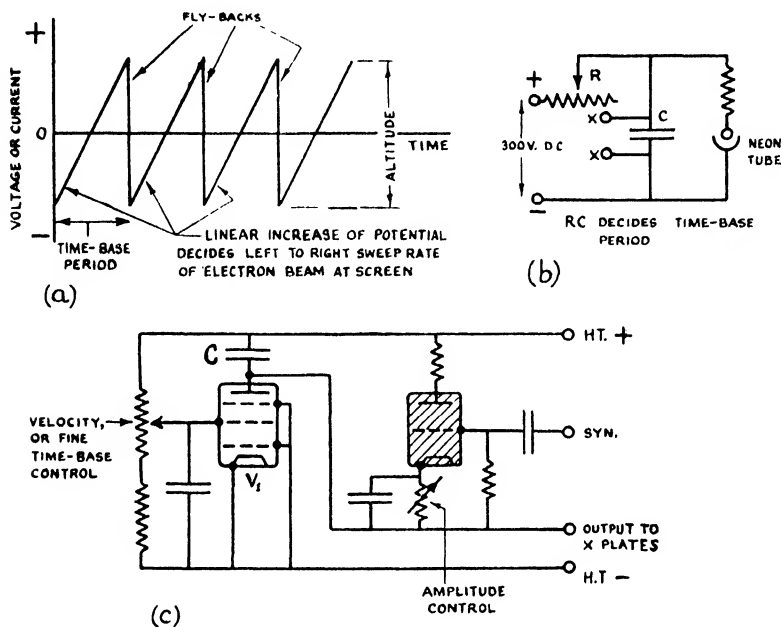 +
FLY-BACKS
VOLTAGE OR CURRENT
0
TIME
ALTITUDE
−
TIME-BASE
PERIOD
LINEAR INCREASE OF POTENTIAL
DECIDES LEFT TO RIGHT SWEEP RATE
OF ELECTRON BEAM AT SCREEN
(a)
+
R
X
C
300V. DC
X
NEON
TUBE
−
RC DECIDES TIME-BASE
PERIOD
(b)
C
HT. +
VELOCITY,
OR FINE
TIME-BASE
CONTROL
V₁
SYN.
OUTPUT TO
X PLATES
H.T −
AMPLITUDE
CONTROL
(c)